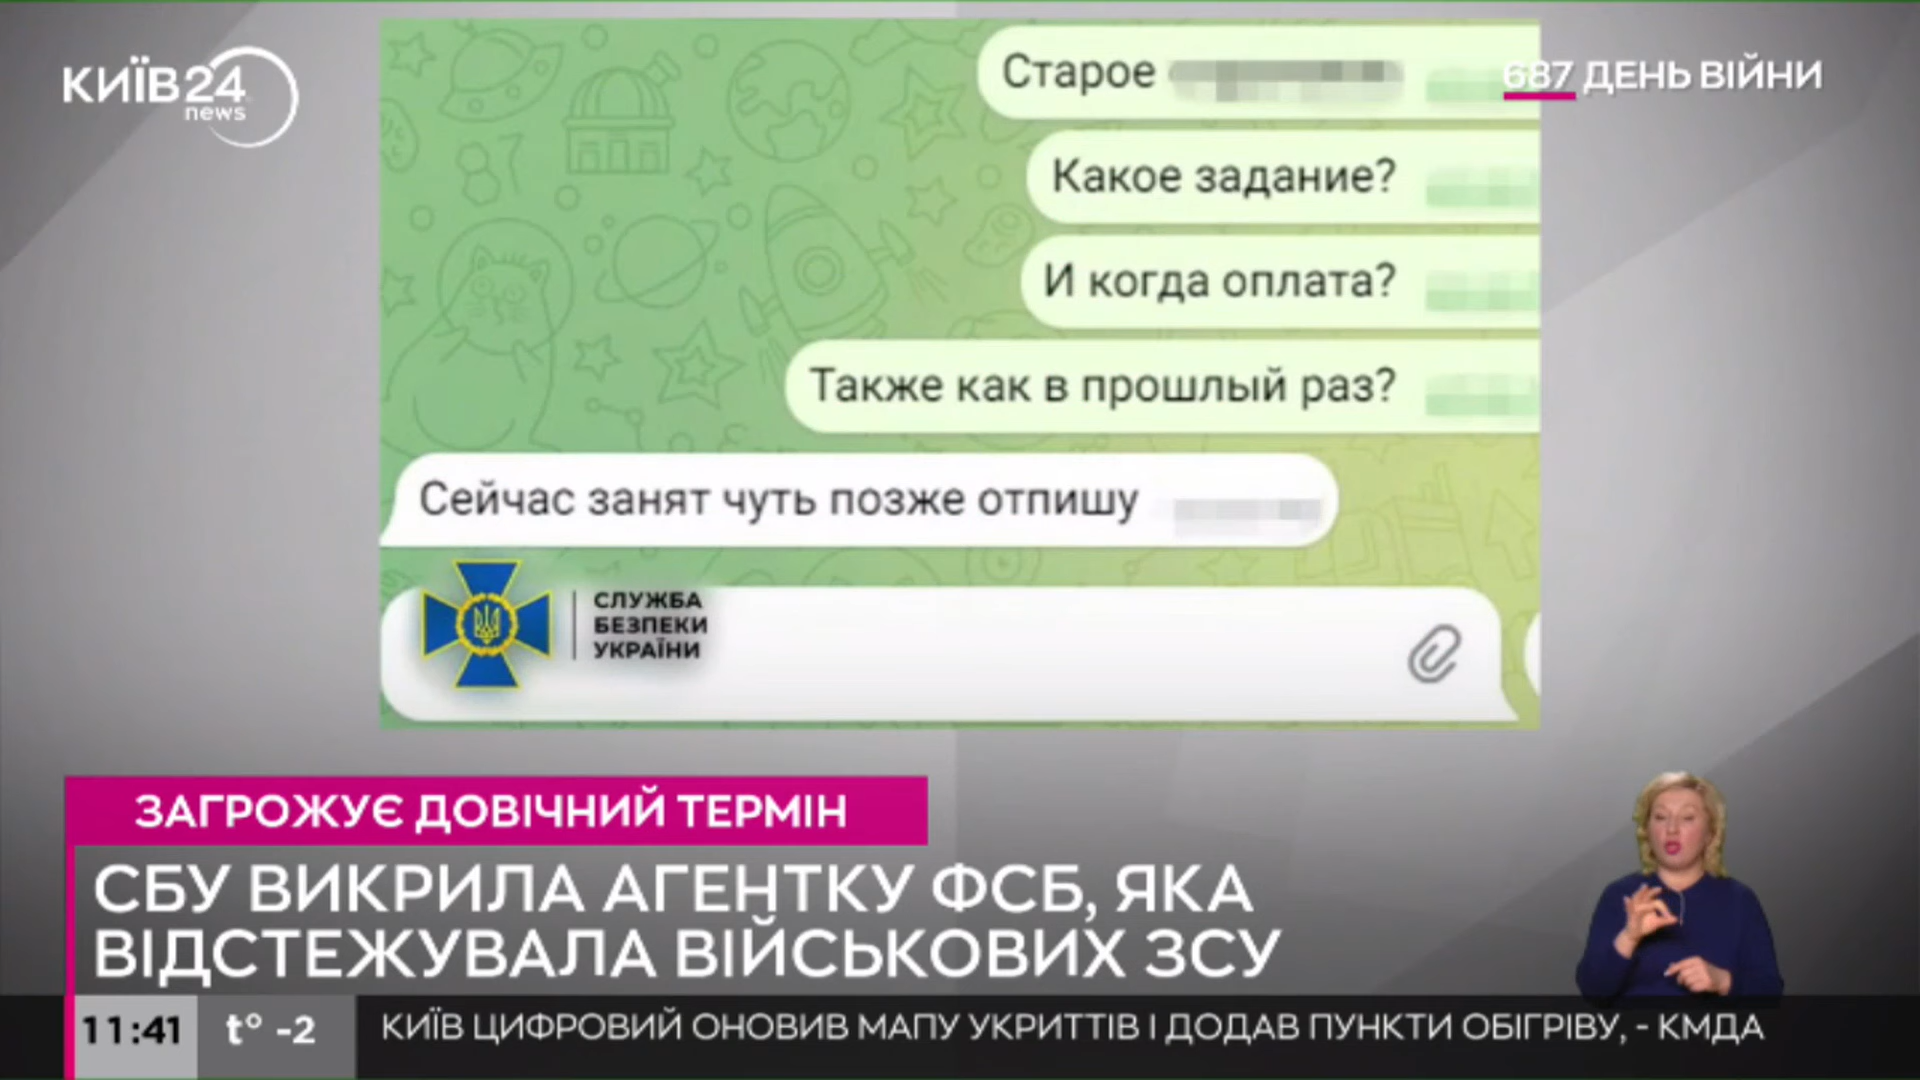 КИЇВ24
news
687 ДЕНЬ ВІЙНИ
Старое
Какое задание?
И когда оплата?
Также как в прошлый раз?
Сейчас занят чуть позже отпишу
СЛУЖБА
БЕЗПЕКИ
УКРАЇНИ
ЗАГРОЖУЄ ДОВІЧНИЙ ТЕРМІН
СБУ ВИКРИЛА АГЕНТКУ ФСБ, ЯКА
ВІДСТЕЖУВАЛА ВІЙСЬКОВИХ ЗСУ
11:41 t° -2 КИЇВ ЦИФРОВИЙ ОНОВИВ МАПУ УКРИТТІВ І ДОДАВ ПУНКТИ ОБІГРІВУ, - КМДА